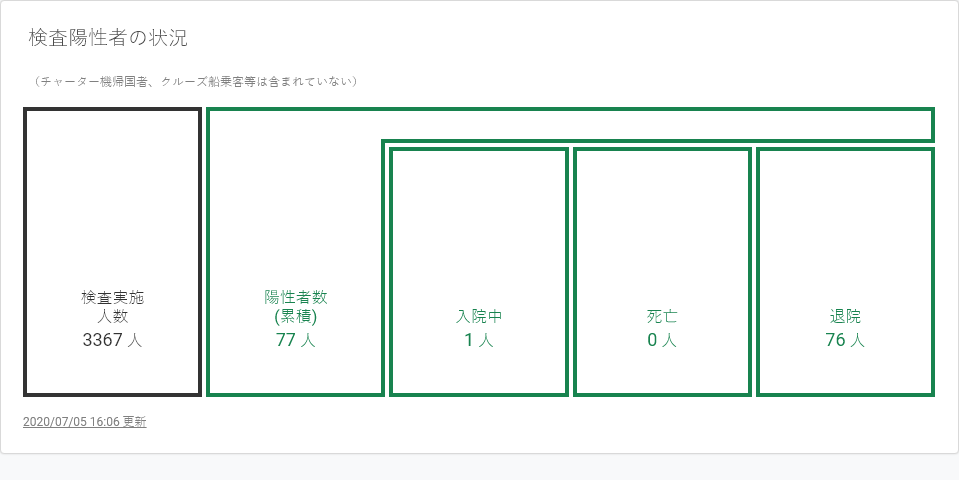 検査陽性者の状況
（チャーター機帰国者、クルーズ船乗客等は含まれていない）
検査実施
人数
3367 人
陽性者数
(累積)
77 人
入院中
1 人
死亡
0 人
退院
76 人
2020/07/05 16:06 更新